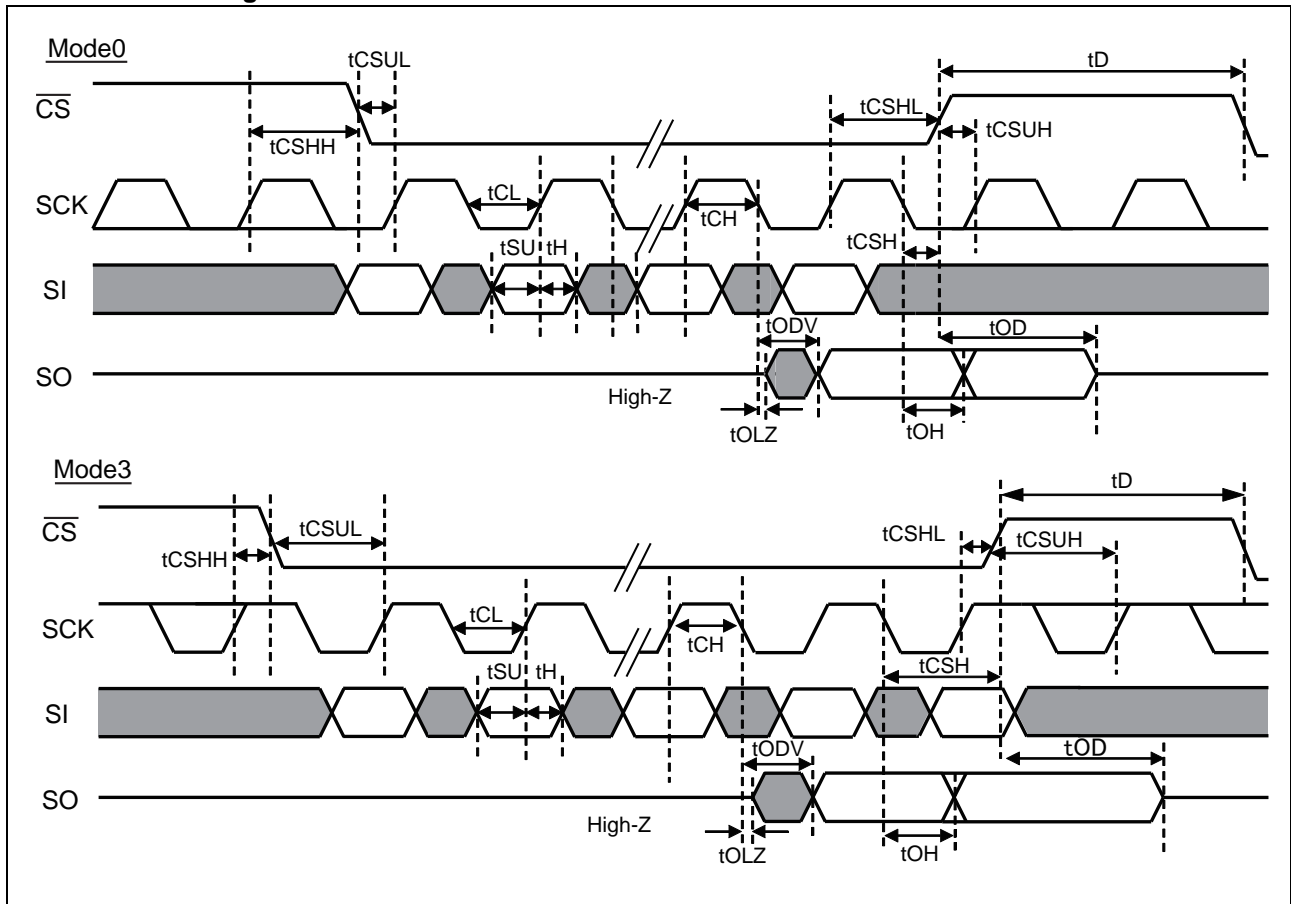 Mode0
tCSUL
tD
CS
tCSHL
tCSUH
tCSHH
SCK
tCL
tCH
tCSH
tSU tH
SI
tODV
tOD
SO
High-Z
tOLZ
tOH
Mode3
tD
CS
tCSUL
tCSHL
tCSUH
tCSHH
SCK
tCL
tCH
tCSH
tSU tH
SI
tODV
tOD
SO
High-Z
tOLZ
tOH